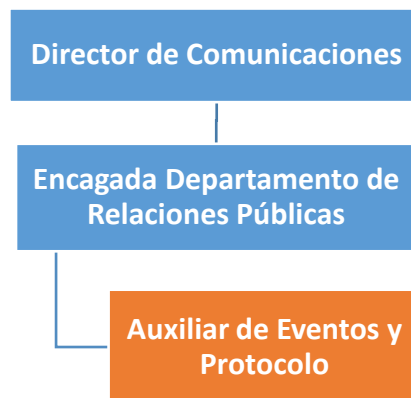 Director de Comunicaciones
Encagada Departamento de
Relaciones Públicas
Auxiliar de Eventos y
Protocolo